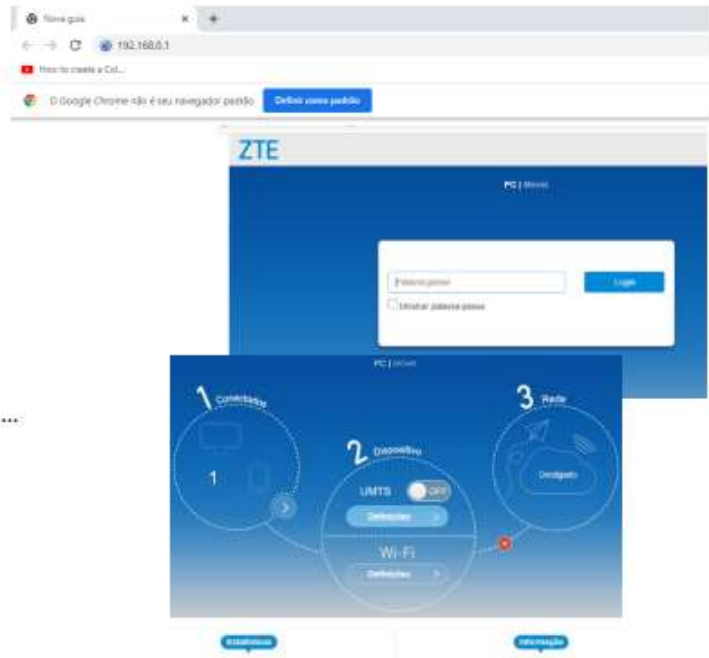 Nova guia
192.168.0.1
How to create a Col...
O Google Chrome não é seu navegador padrão
Definir como padrão
ZTE
PC | Móvel
Palavra-passe
Login
Mostrar palavra-passe
PC | Móvel
1 Conectados
1
...
2 Dispositivo
UMTS OFF
Definições
Wi-Fi
Definições
3 Rede
Desligado
Estatísticas
Informação